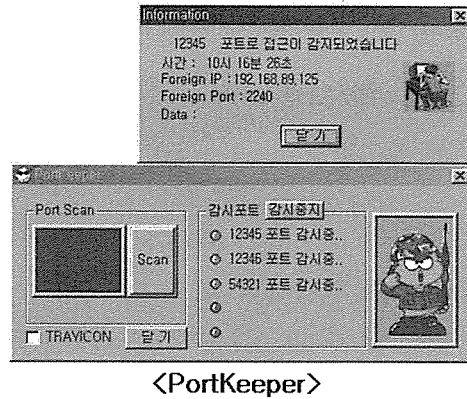 Information
12345 포트로 접근이 감지되었습니다
시간 : 10시 16분 26초
Foreign IP : 192,168,89,125
Foreign Port : 2240
Data :
닫 기
Port keeper
Port Scan
Scan
TRAYICON
닫 기
감시포트 감시중지
12345 포트 감시중..
12346 포트 감시중..
54321 포트 감시중..
<PortKeeper>